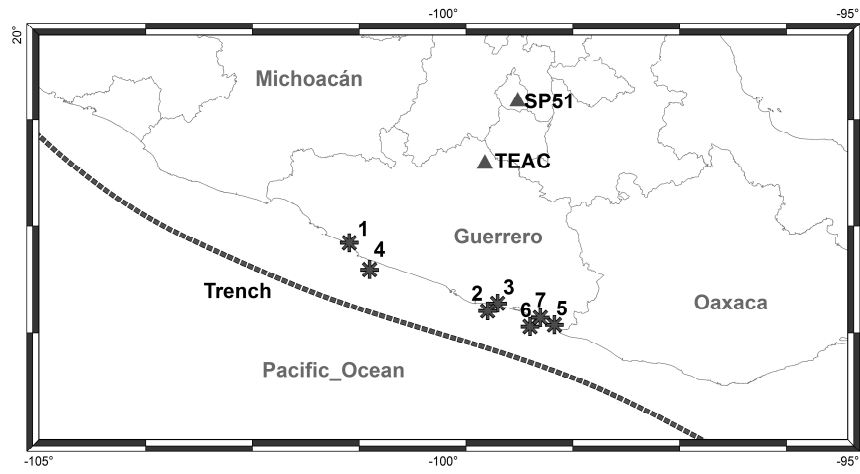 -100° -95°
20°
Michoacán
SP51
TEAC
1
Guerrero
4
Trench
2 3
6 7 5
Oaxaca
Pacific_Ocean
-105° -100° -95°